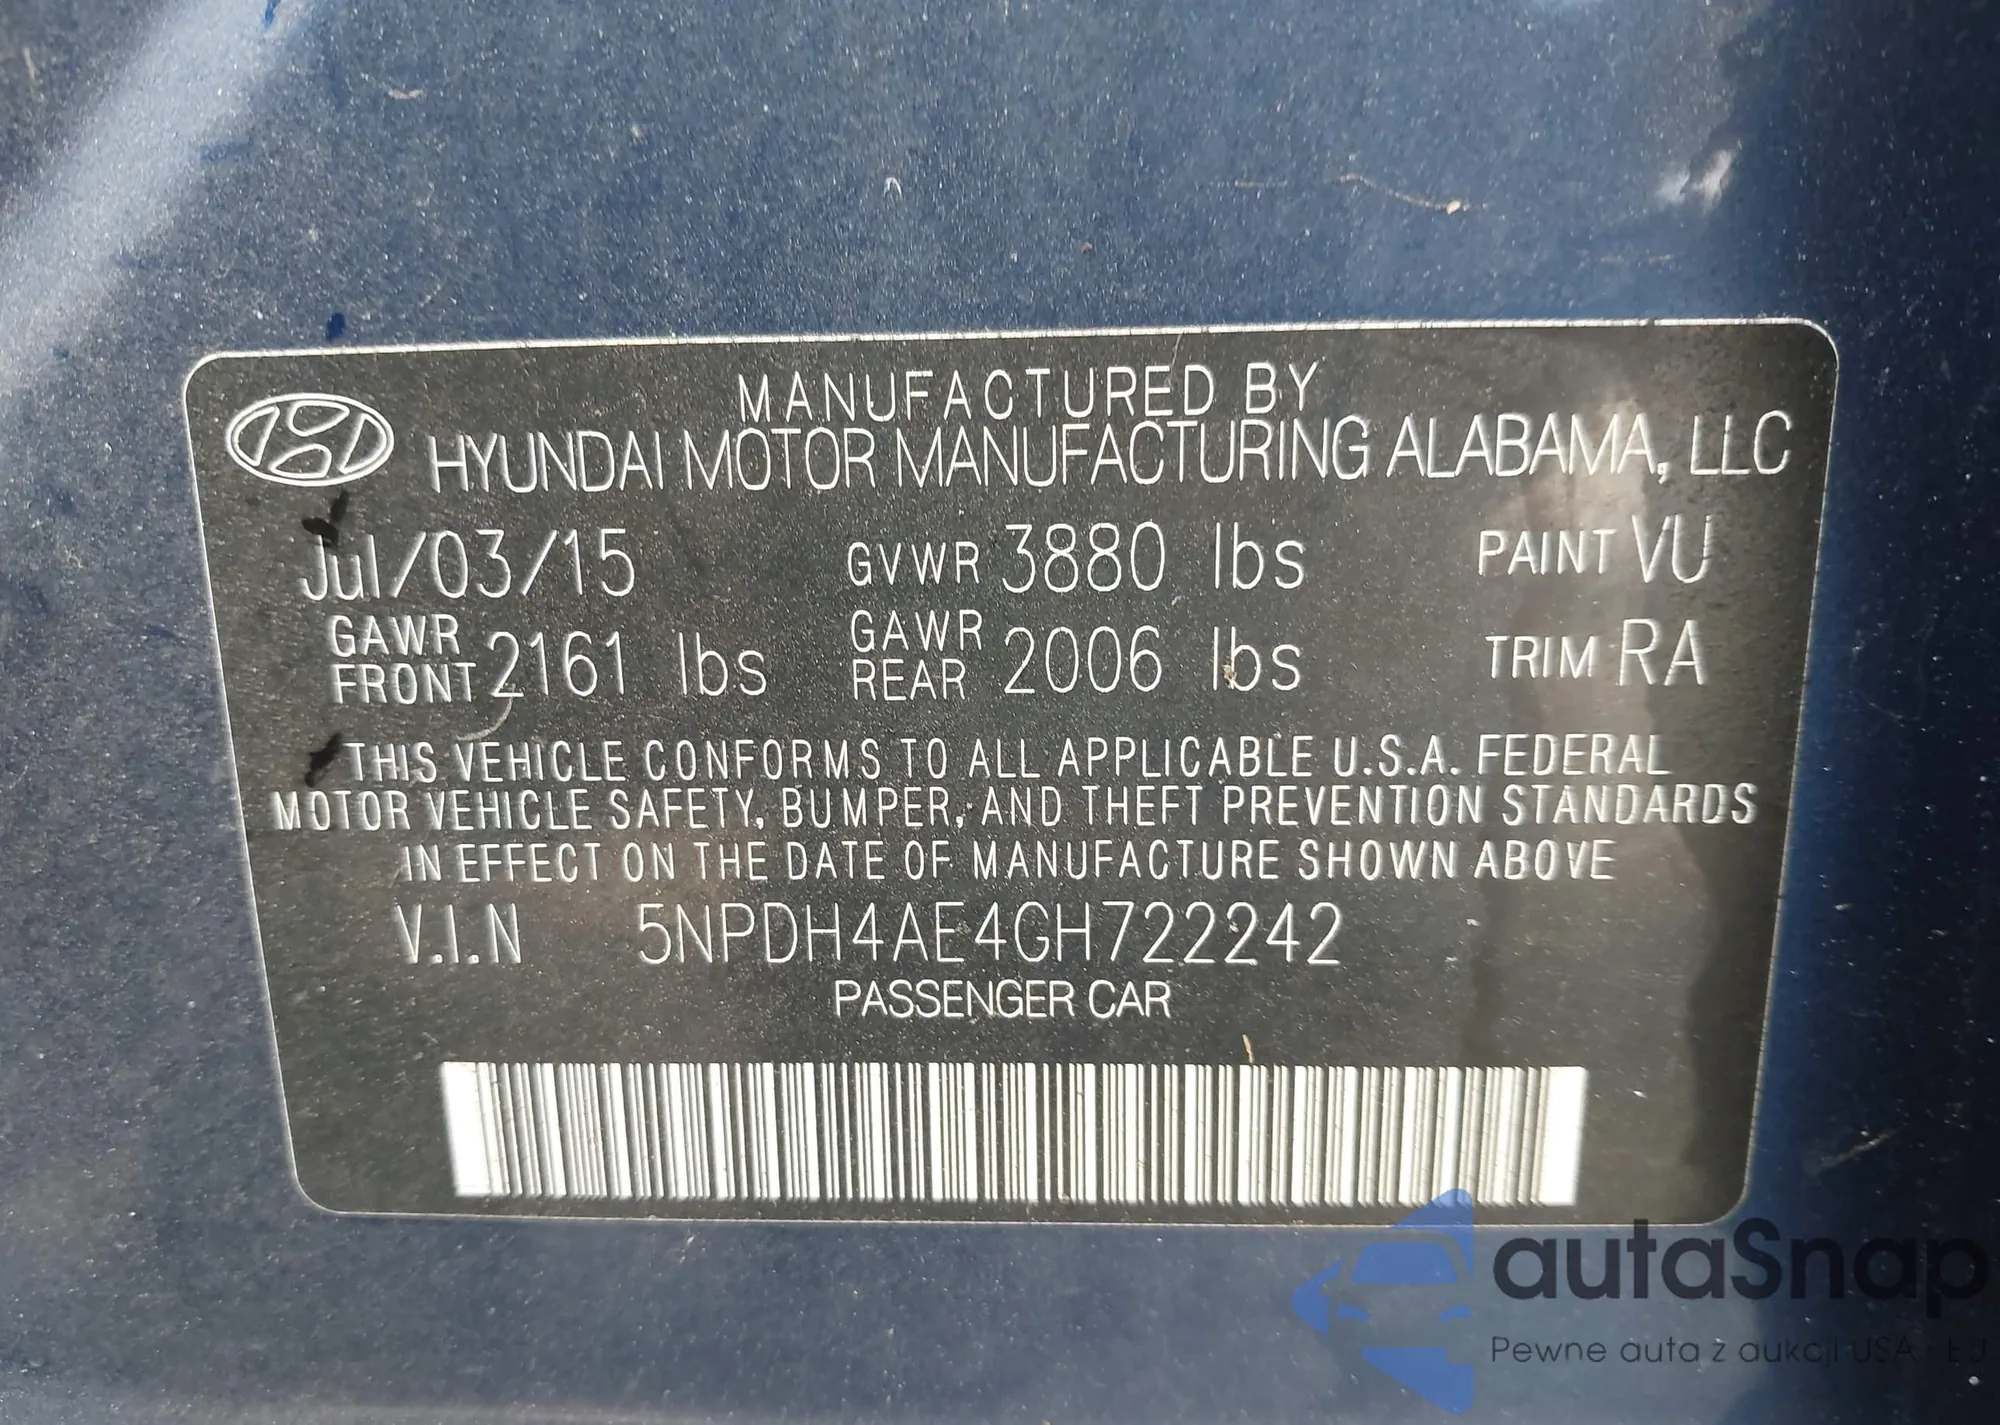 MANUFACTURED BY
HYUNDAI MOTOR MANUFACTURING ALABAMA, LLC
Jul/03/15 GVWR 3880 lbs PAINT VU
GAWR FRONT 2161 lbs GAWR REAR 2006 lbs TRIM RA
THIS VEHICLE CONFORMS TO ALL APPLICABLE U.S.A. FEDERAL
MOTOR VEHICLE SAFETY, BUMPER, AND THEFT PREVENTION STANDARDS
IN EFFECT ON THE DATE OF MANUFACTURE SHOWN ABOVE
V.I.N 5NPDH4AE4GH722242
PASSENGER CAR
autaSnap
Pewne auta z aukcji USA